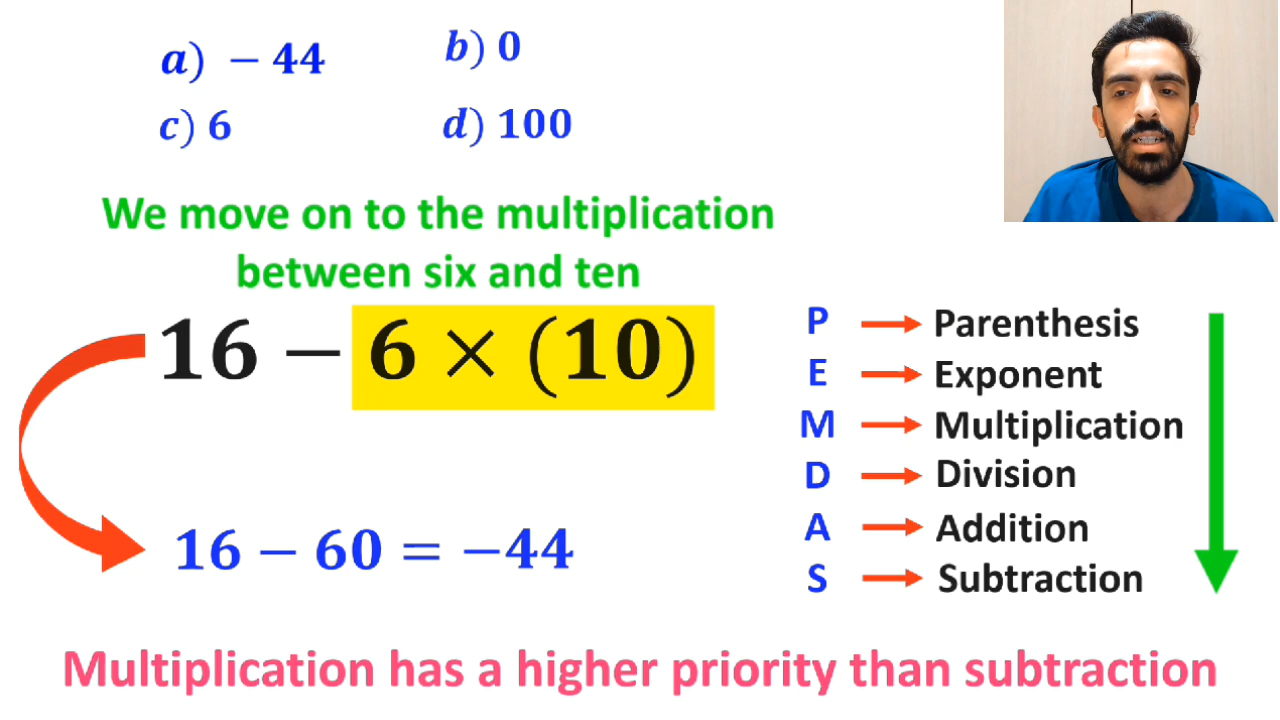 a) − 44
b) 0
c) 6
d) 100
We move on to the multiplication
between six and ten
16 − 6 × (10)
16 − 60 = −44
P Parenthesis
E Exponent
M Multiplication
D Division
A Addition
S Subtraction
Multiplication has a higher priority than subtraction